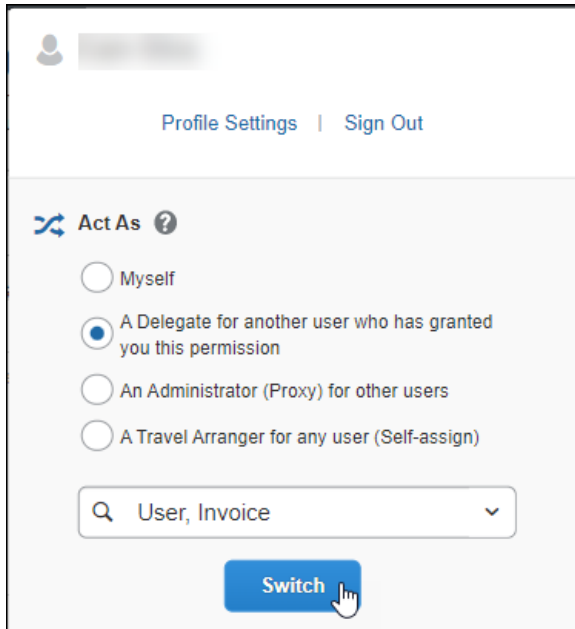 Profile Settings | Sign Out
Act As ?
Myself
A Delegate for another user who has granted
you this permission
An Administrator (Proxy) for other users
A Travel Arranger for any user (Self-assign)
User, Invoice
Switch